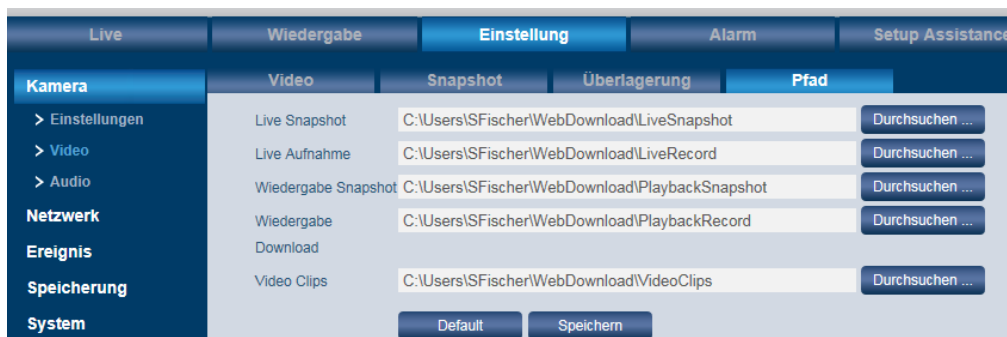 Live Wiedergabe Einstellung Alarm Setup Assistance
Kamera Video Snapshot Überlagerung Pfad
> Einstellungen Live Snapshot C:\Users\SFischer\WebDownload\LiveSnapshot Durchsuchen ...
> Video Live Aufnahme C:\Users\SFischer\WebDownload\LiveRecord Durchsuchen ...
> Audio Wiedergabe Snapshot C:\Users\SFischer\WebDownload\PlaybackSnapshot Durchsuchen ...
Netzwerk Wiedergabe C:\Users\SFischer\WebDownload\PlaybackRecord Durchsuchen ...
Ereignis Download
Speicherung Video Clips C:\Users\SFischer\WebDownload\VideoClips Durchsuchen ...
System Default Speichern